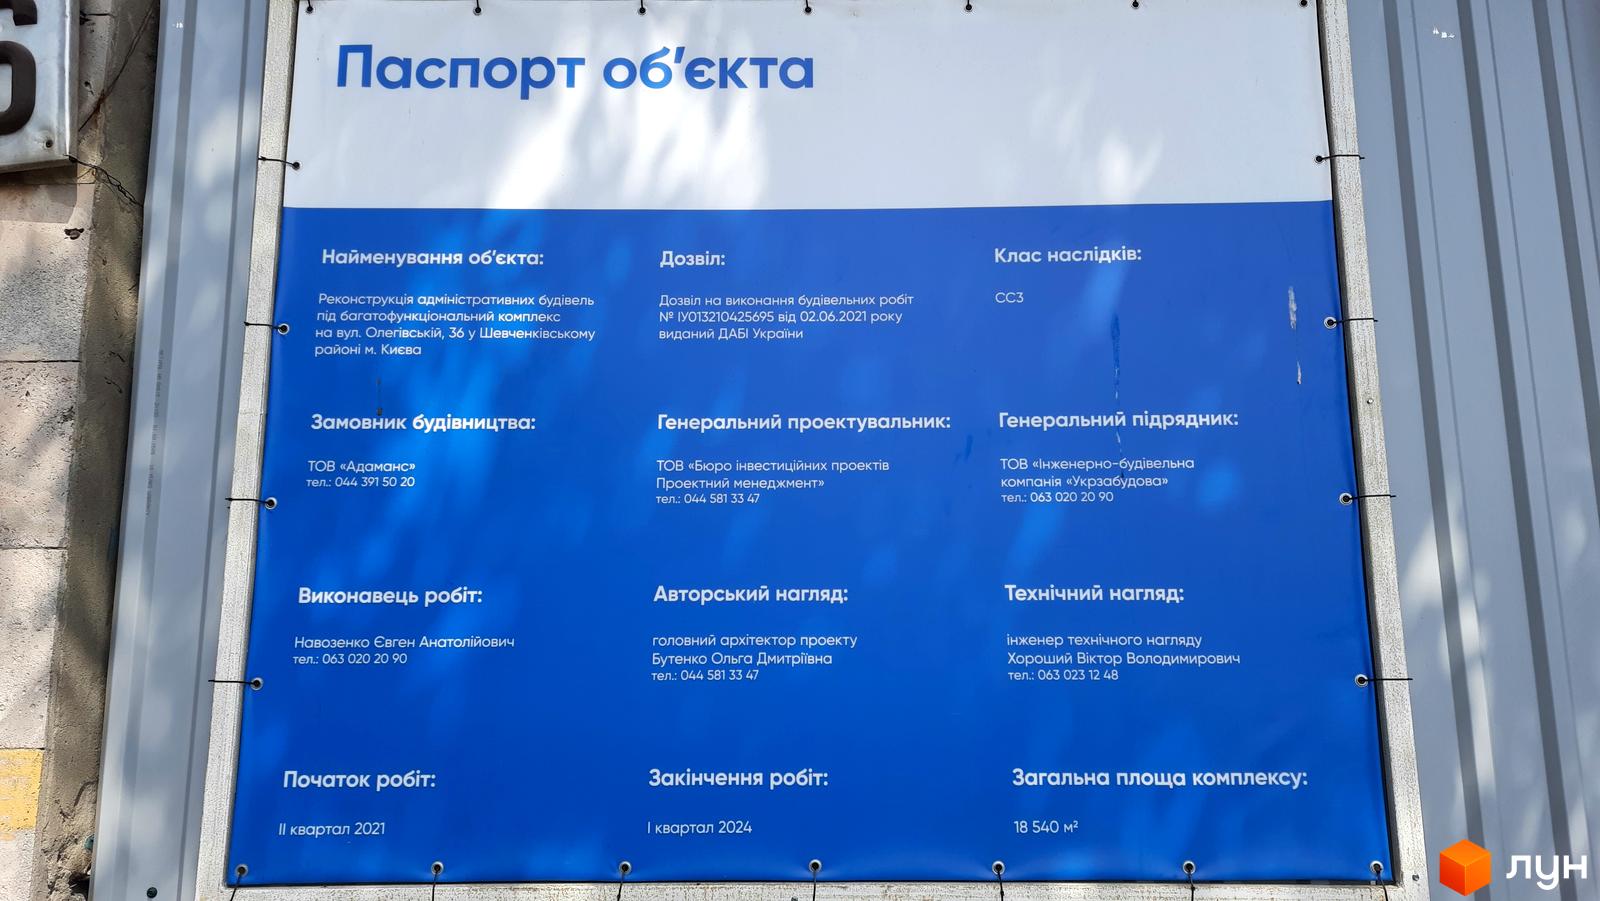 6
Паспорт об'єкта
Найменування об'єкта:
Реконструкція адміністративних будівель
під багатофункціональний комплекс
на вул. Олегівській, 36 у Шевченківському
районі м. Києва
Дозвіл:
Дозвіл на виконання будівельних робіт
№ ІУ013210425695 від 02.06.2021 року
виданий ДАБІ України
Клас наслідків:
СС3
Замовник будівництва:
ТОВ «Адаманс»
тел.: 044 391 50 20
Генеральний проектувальник:
ТОВ «Бюро інвестиційних проектів
Проектний менеджмент»
тел.: 044 581 33 47
Генеральний підрядник:
ТОВ «Інженерно-будівельна
компанія «Укрзабудова»
тел.: 063 020 20 90
Виконавець робіт:
Навозенко Євген Анатолійович
тел.: 063 020 20 90
Авторський нагляд:
головний архітектор проекту
Бутенко Ольга Дмитріївна
тел.: 044 581 33 47
Технічний нагляд:
інженер технічного нагляду
Хороший Віктор Володимирович
тел.: 063 023 12 48
Початок робіт:
ІІ квартал 2021
Закінчення робіт:
І квартал 2024
Загальна площа комплексу:
18 540 м²
лун